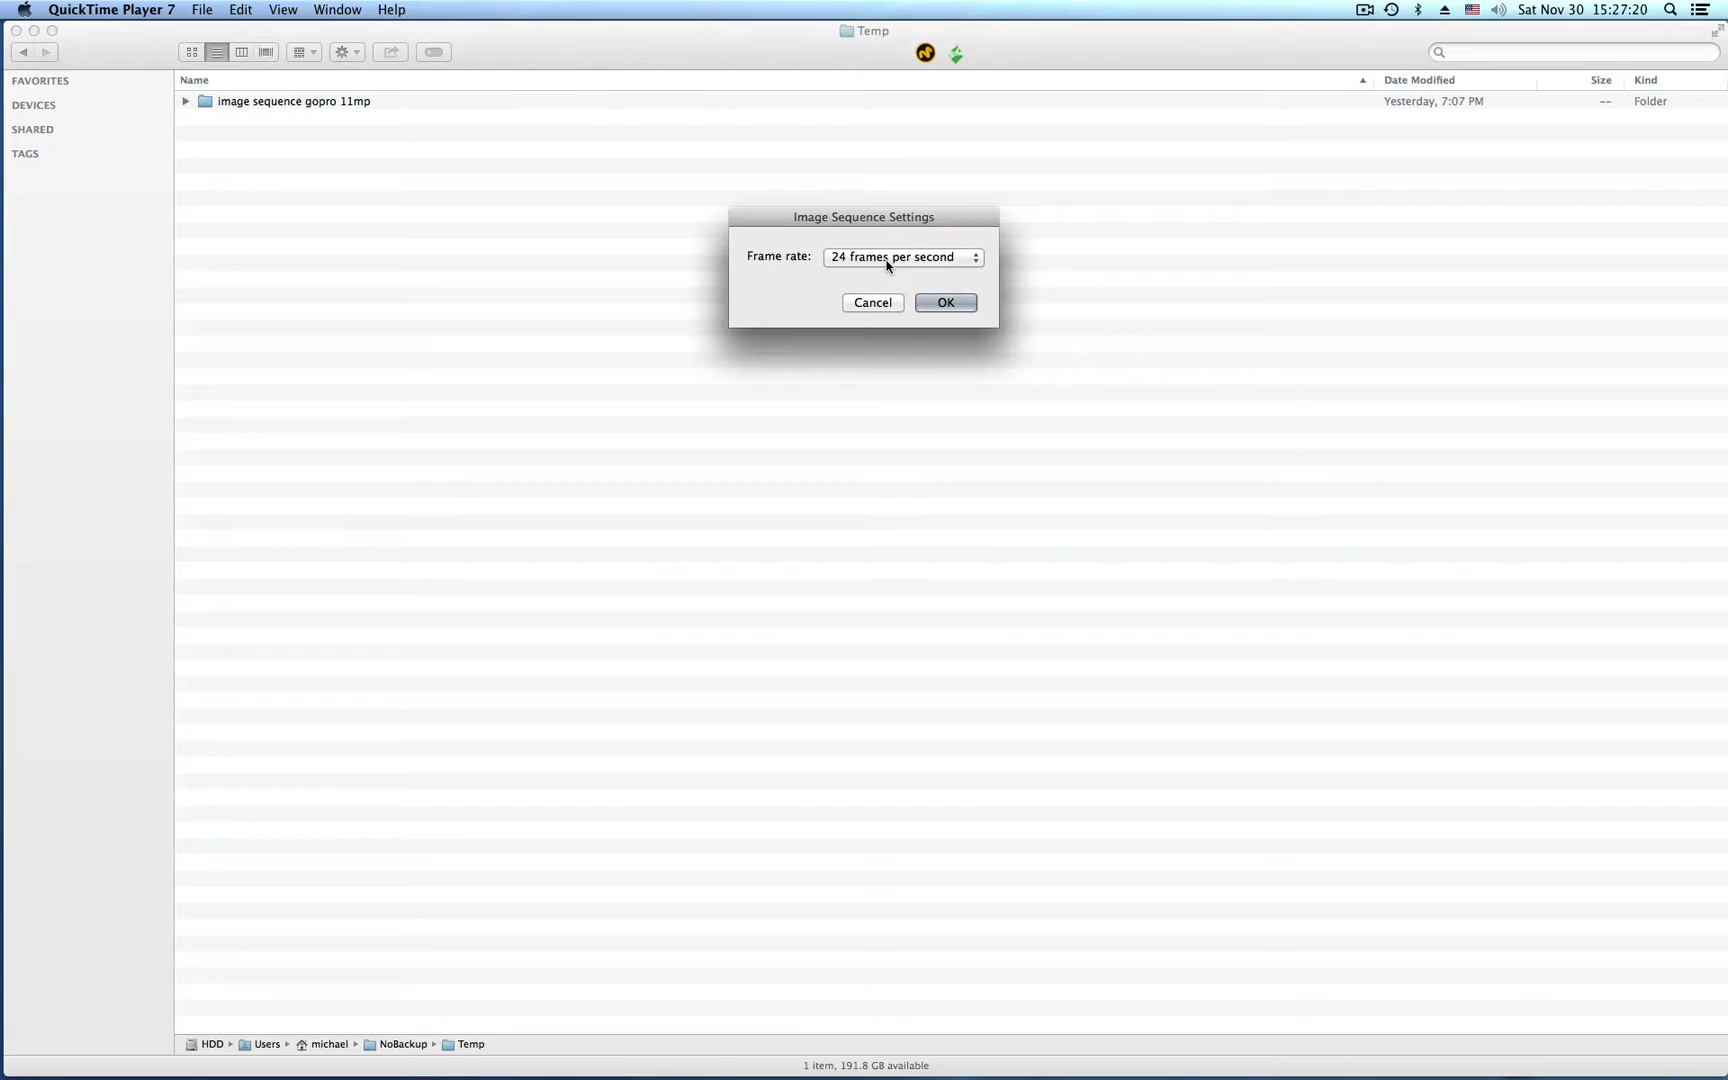 QuickTime Player 7 File Edit View Window Help Sat Nov 30 15:27:20
Temp
FAVORITES
DEVICES
SHARED
TAGS
Name Date Modified Size Kind
image sequence gopro 11mp Yesterday, 7:07 PM -- Folder
Image Sequence Settings
Frame rate: 24 frames per second
Cancel OK
HDD Users michael NoBackup Temp
1 item, 191.8 GB available